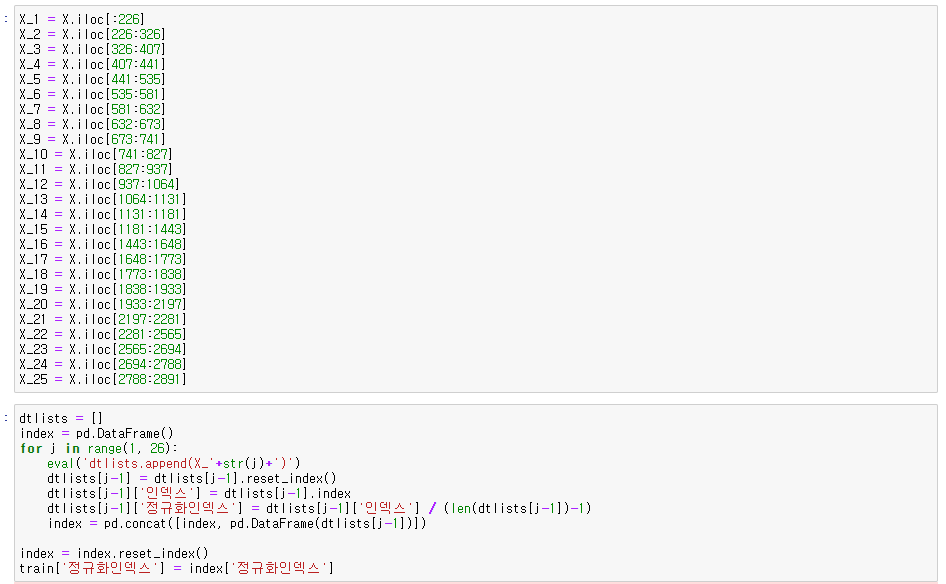 :
X_1 = X.iloc[:226]
X_2 = X.iloc[226:326]
X_3 = X.iloc[326:407]
X_4 = X.iloc[407:441]
X_5 = X.iloc[441:535]
X_6 = X.iloc[535:581]
X_7 = X.iloc[581:632]
X_8 = X.iloc[632:673]
X_9 = X.iloc[673:741]
X_10 = X.iloc[741:827]
X_11 = X.iloc[827:937]
X_12 = X.iloc[937:1064]
X_13 = X.iloc[1064:1131]
X_14 = X.iloc[1131:1181]
X_15 = X.iloc[1181:1443]
X_16 = X.iloc[1443:1648]
X_17 = X.iloc[1648:1773]
X_18 = X.iloc[1773:1838]
X_19 = X.iloc[1838:1933]
X_20 = X.iloc[1933:2197]
X_21 = X.iloc[2197:2281]
X_22 = X.iloc[2281:2565]
X_23 = X.iloc[2565:2694]
X_24 = X.iloc[2694:2788]
X_25 = X.iloc[2788:2891]
:
dtlists = []
index = pd.DataFrame()
for j in range(1, 26):
    eval('dtlists.append(X_'+str(j)+')')
    dtlists[j-1] = dtlists[j-1].reset_index()
    dtlists[j-1]['인덱스'] = dtlists[j-1].index
    dtlists[j-1]['정규화인덱스'] = dtlists[j-1]['인덱스'] / (len(dtlists[j-1])-1)
    index = pd.concat([index, pd.DataFrame(dtlists[j-1])])
index = index.reset_index()
train['정규화인덱스'] = index['정규화인덱스']